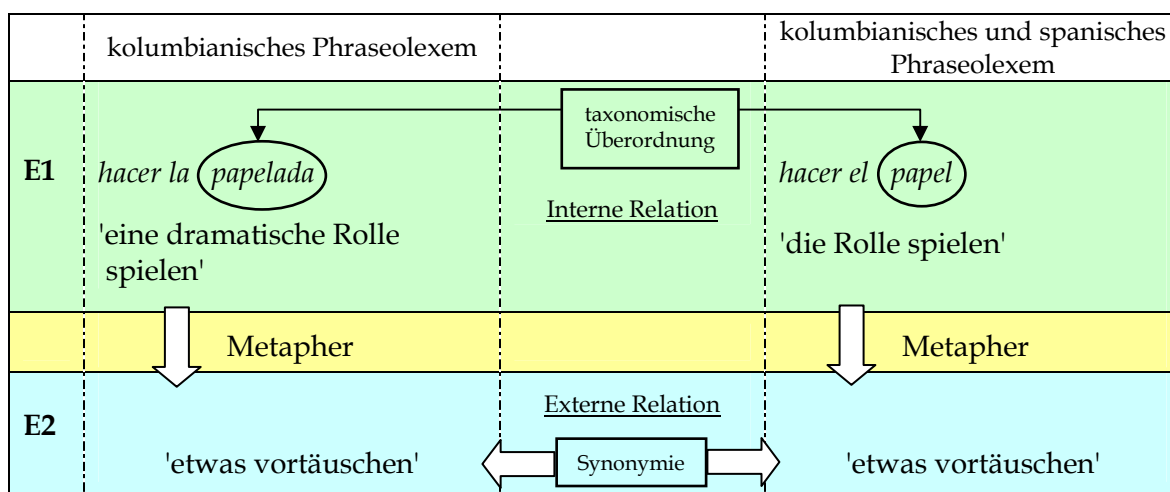 kolumbianisches Phraseolexem
kolumbianisches und spanisches
Phraseolexem
E1
hacer la papelada
'eine dramatische Rolle
spielen'
taxonomische
Überordnung
Interne Relation
hacer el papel
'die Rolle spielen'
Metapher
Metapher
E2
Externe Relation
'etwas vortäuschen'
Synonymie
'etwas vortäuschen'